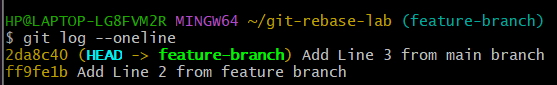 HP@LAPTOP-LG8FVM2R MINGW64 ~/git-rebase-lab (feature-branch)
$ git log --oneline
2da8c40 (HEAD -> feature-branch) Add Line 3 from main branch
ff9fe1b Add Line 2 from feature branch